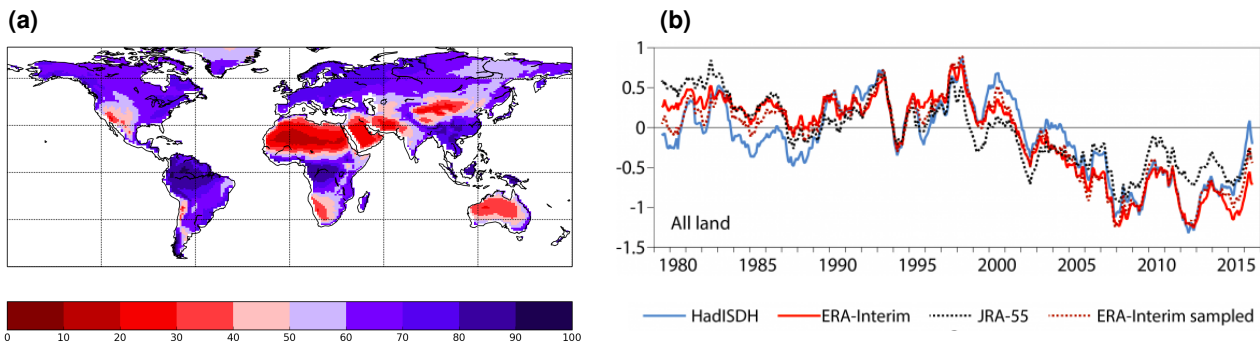 (a)
0 10 20 30 40 50 60 70 80 90 100
(b)
1
0.5
0
-0.5
-1
-1.5
All land
1980 1985 1990 1995 2000 2005 2010 2015
HadISDH ERA-Interim JRA-55 ERA-Interim sampled